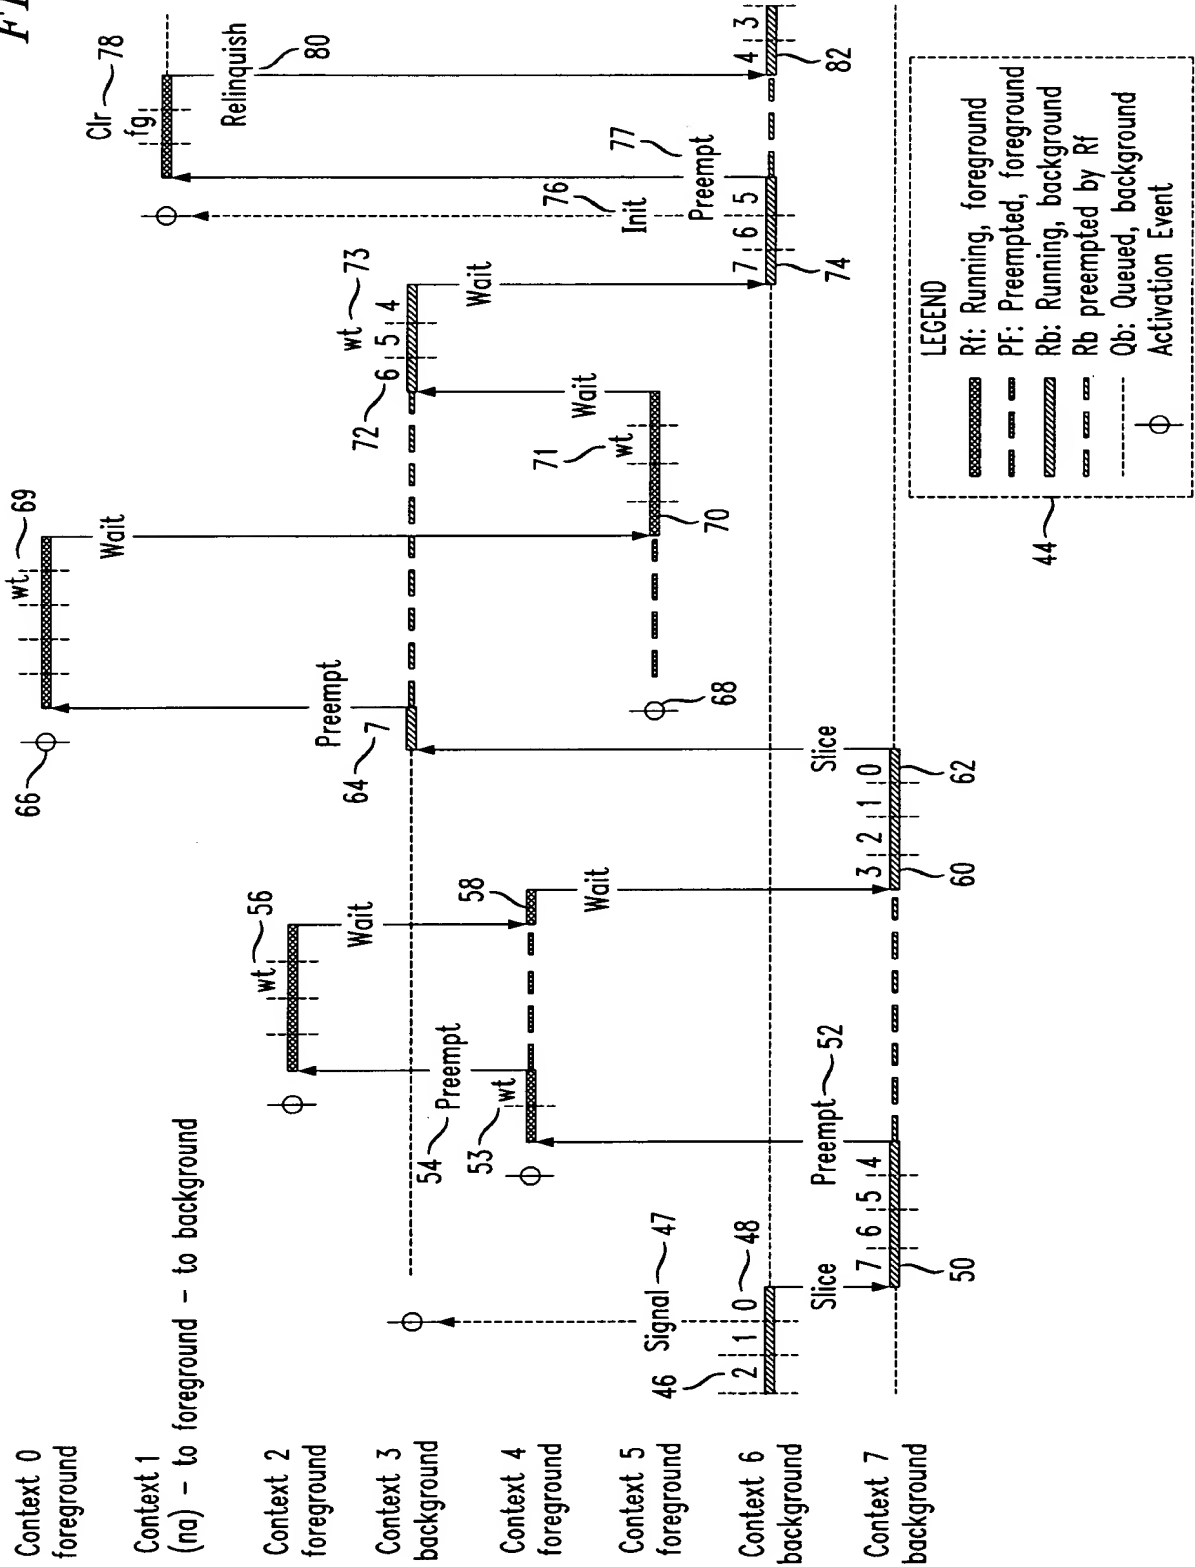 FI
Context 0
foreground
66
wt
69
Wait
Context 1
(na) – to foreground – to background
Clr
78
fg
Relinquish
80
Context 2
foreground
wt
56
Wait
Preempt
Init
76
Context 3
background
54
Preempt
64
7
72
6
5
4
wt
73
Wait
Context 4
foreground
53
wt
58
Wait
Context 5
foreground
68
70
71
wt
Wait
Context 6
background
46
2
1
0
Signal
47
48
Slice
7
6
5
74
Preempt
77
4
3
82
Context 7
background
7
6
5
4
50
Preempt
52
3
2
1
0
60
62
Slice
44
LEGEND
Rf: Running, foreground
PF: Preempted, foreground
Rb: Running, background
Rb preempted by Rf
Qb: Queued, background
Activation Event